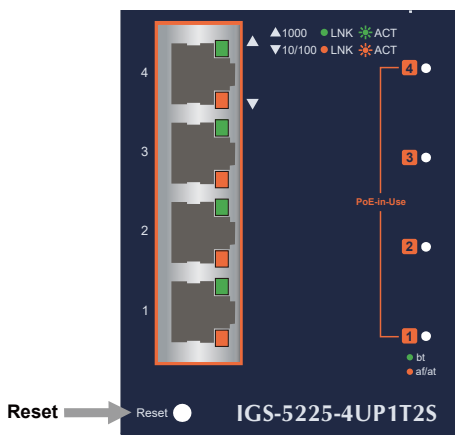 ▲1000 LNK ACT
▼10/100 LNK ACT
4
4
3
3
PoE-in-Use
2
2
1
1
bt
af/at
Reset
Reset
IGS-5225-4UP1T2S